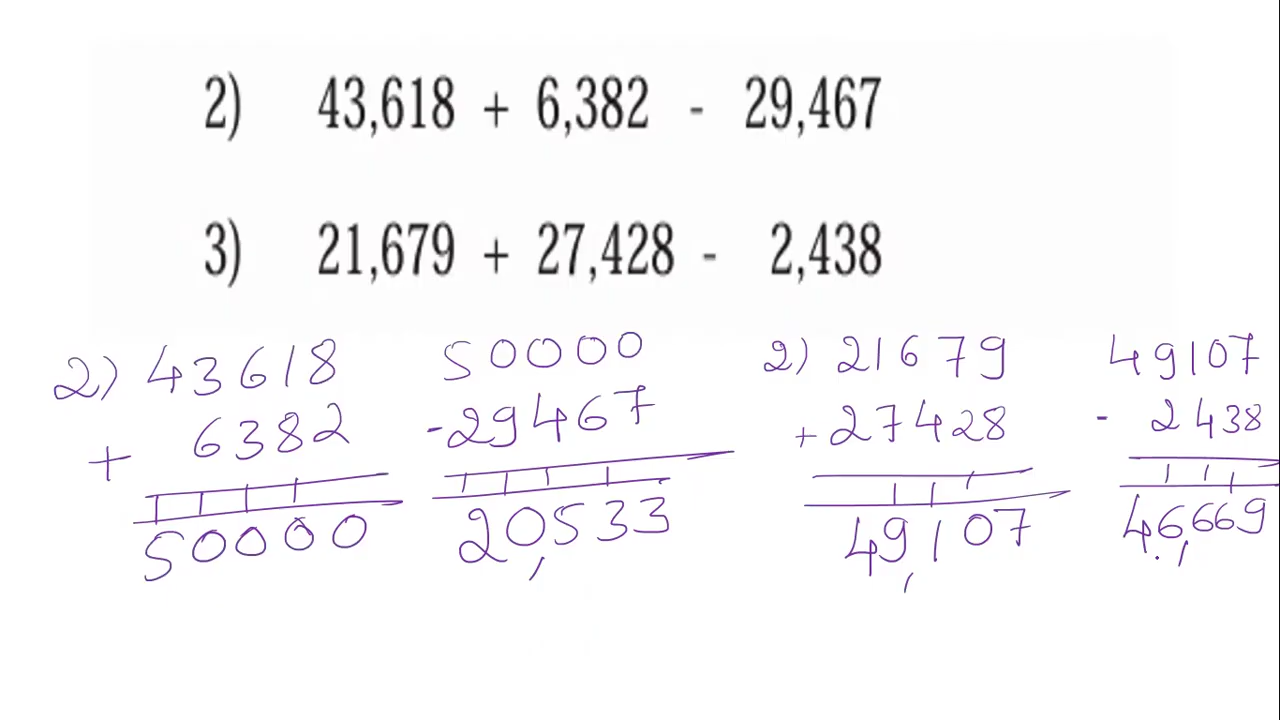 2) 43,618 + 6,382 - 29,467
3) 21,679 + 27,428 - 2,438
2) 43618 50000 2) 21679 49107
+ 6382 - 29467 + 27428 - 2438
50000 20,533 49,107 46,669